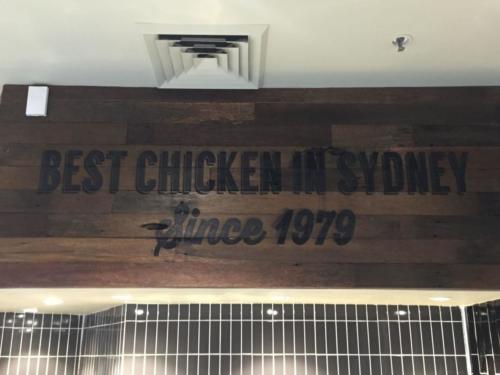 BEST CHICKEN IN SYDNEY
Since 1979